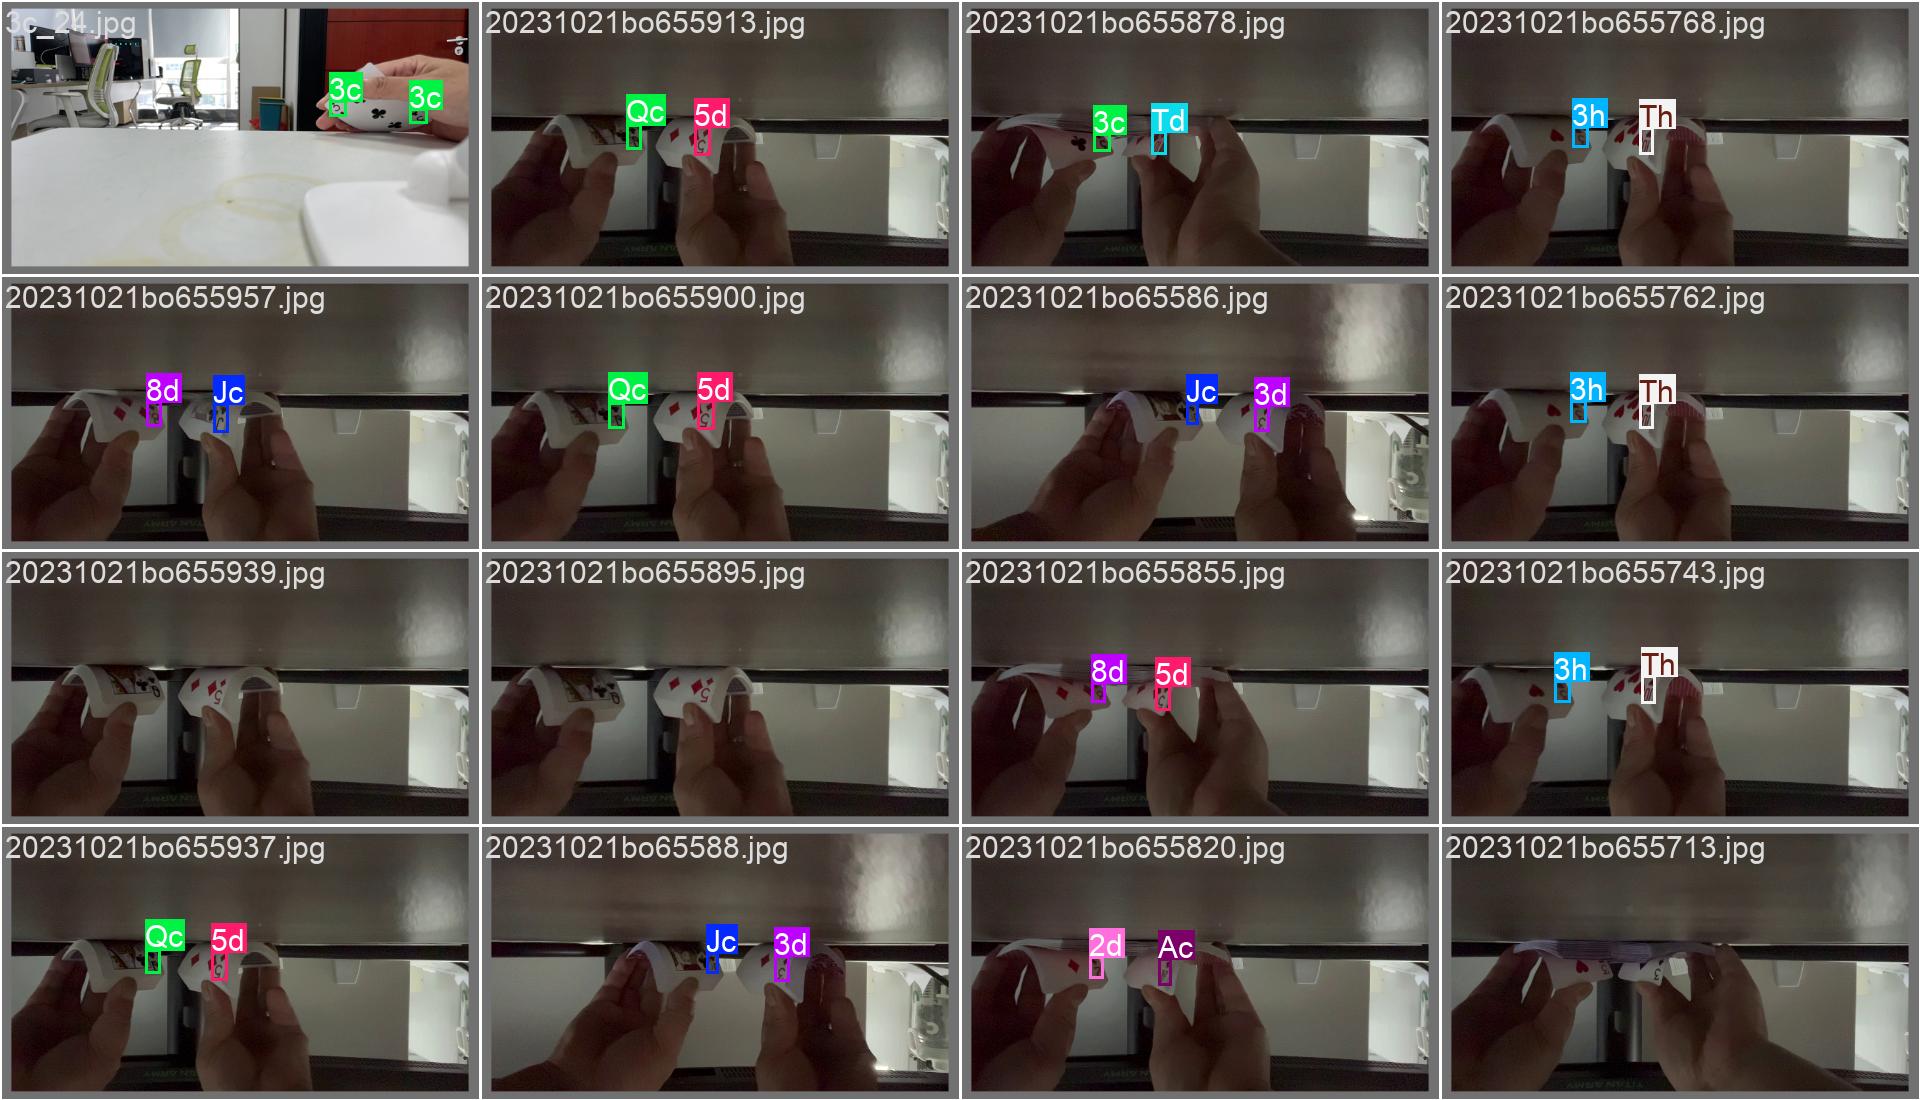 3c_24.jpg
3c 3c
20231021bo655913.jpg
Qc 5d
20231021bo655878.jpg
3c Td
20231021bo655768.jpg
3h Th
20231021bo655957.jpg
8d Jc
20231021bo655900.jpg
Qc 5d
20231021bo65586.jpg
Jc 3d
20231021bo655762.jpg
3h Th
20231021bo655939.jpg
20231021bo655895.jpg
20231021bo655855.jpg
8d 5d
20231021bo655743.jpg
3h Th
20231021bo655937.jpg
Qc 5d
20231021bo65588.jpg
Jc 3d
20231021bo655820.jpg
2d Ac
20231021bo655713.jpg